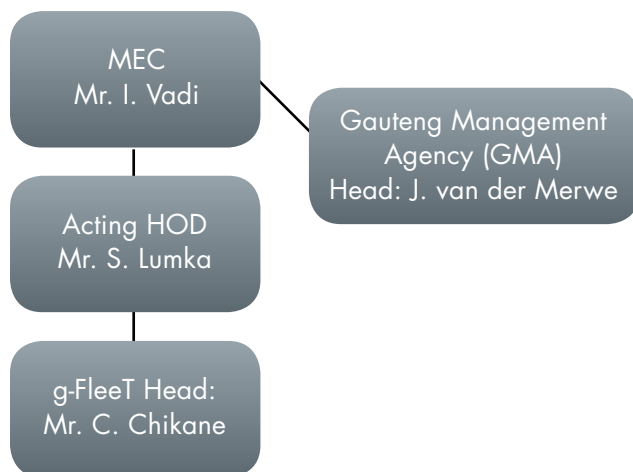 MEC
Mr. I. Vadi
Gauteng Management
Agency (GMA)
Head: J. van der Merwe
Acting HOD
Mr. S. Lumka
g-FleeT Head:
Mr. C. Chikane